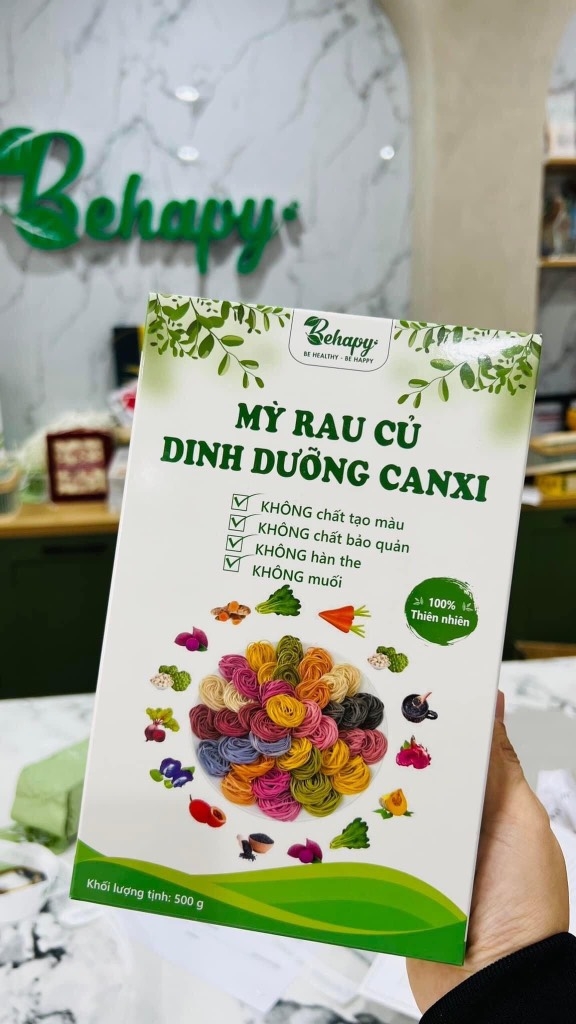 Behapy
Behapy
BE HEALTHY - BE HAPPY
MỲ RAU CỦ
DINH DƯỠNG CANXI
KHÔNG chất tạo màu
KHÔNG chất bảo quản
KHÔNG hàn the
KHÔNG muối
100%
Thiên nhiên
Khối lượng tịnh: 500 g